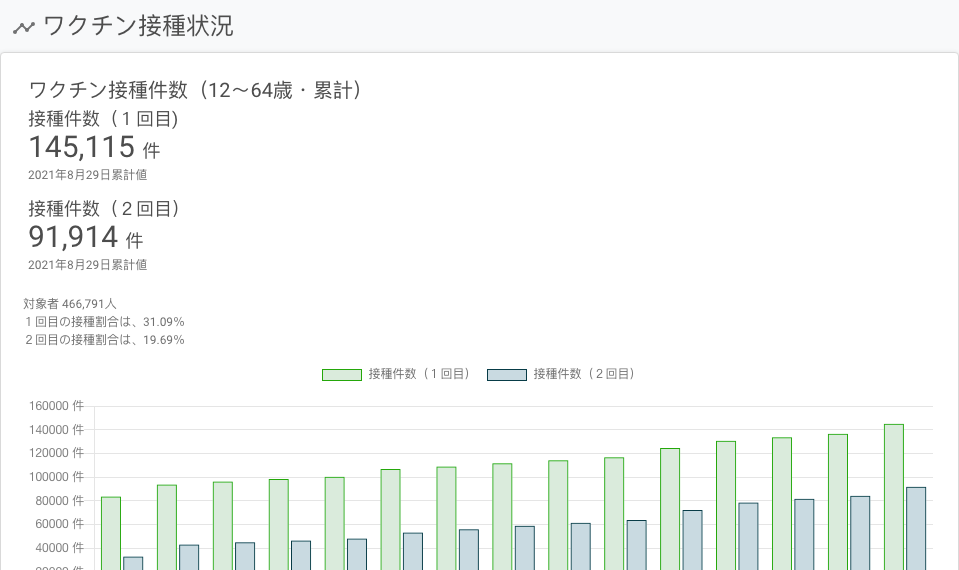 ワクチン接種状況
ワクチン接種件数（12〜64歳・累計）
接種件数（１回目)
145,115 件
2021年8月29日累計値
接種件数（２回目）
91,914 件
2021年8月29日累計値
対象者 466,791人
１回目の接種割合は、31.09%
２回目の接種割合は、19.69%
接種件数（１回目） 接種件数（２回目）
160000 件
140000 件
120000 件
100000 件
80000 件
60000 件
40000 件